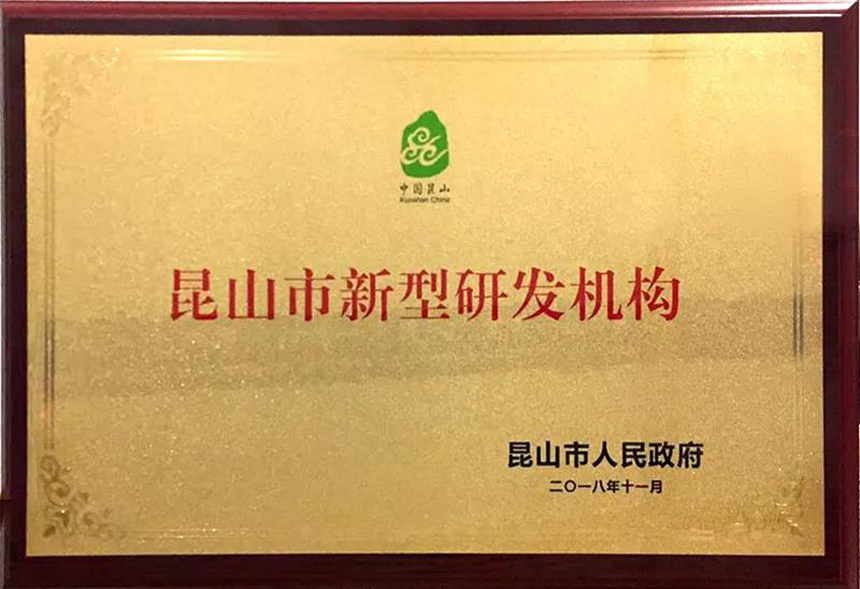 中国昆山
Kunshan China
昆山市新型研发机构
昆山市人民政府
二〇一八年十一月